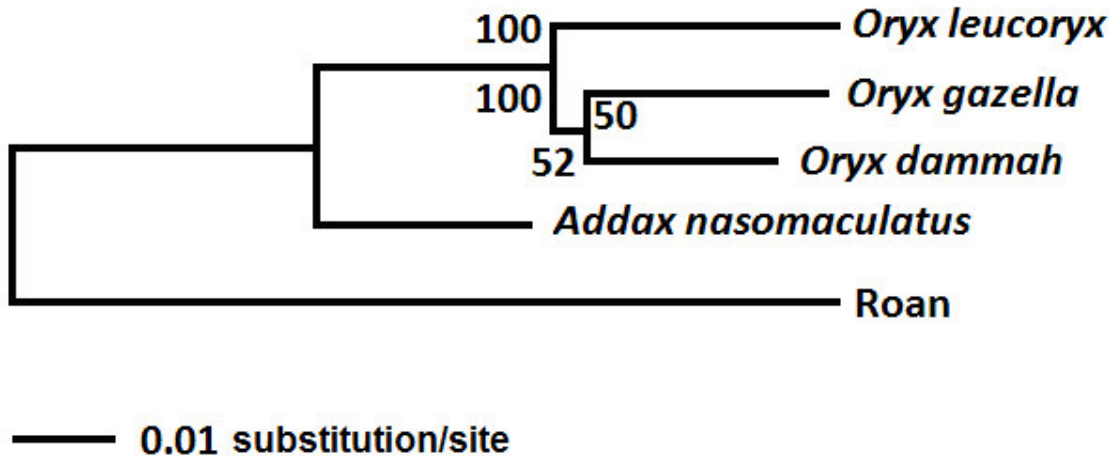 100
Oryx leucoryx
100
Oryx gazella
50
52
Oryx dammah
Addax nasomaculatus
Roan
0.01 substitution/site